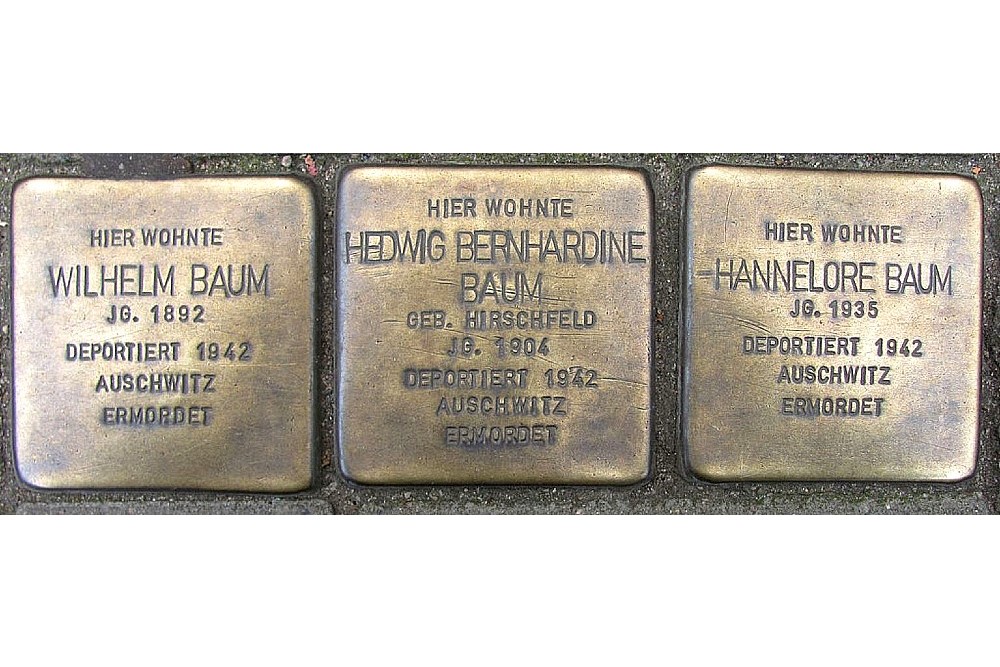 HIER WOHNTE
WILHELM BAUM
JG. 1892
DEPORTIERT 1942
AUSCHWITZ
ERMORDET
HIER WOHNTE
HEDWIG BERNHARDINE
BAUM
GEB. HIRSCHFELD
JG. 1904
DEPORTIERT 1942
AUSCHWITZ
ERMORDET
HIER WOHNTE
HANNELORE BAUM
JG. 1935
DEPORTIERT 1942
AUSCHWITZ
ERMORDET